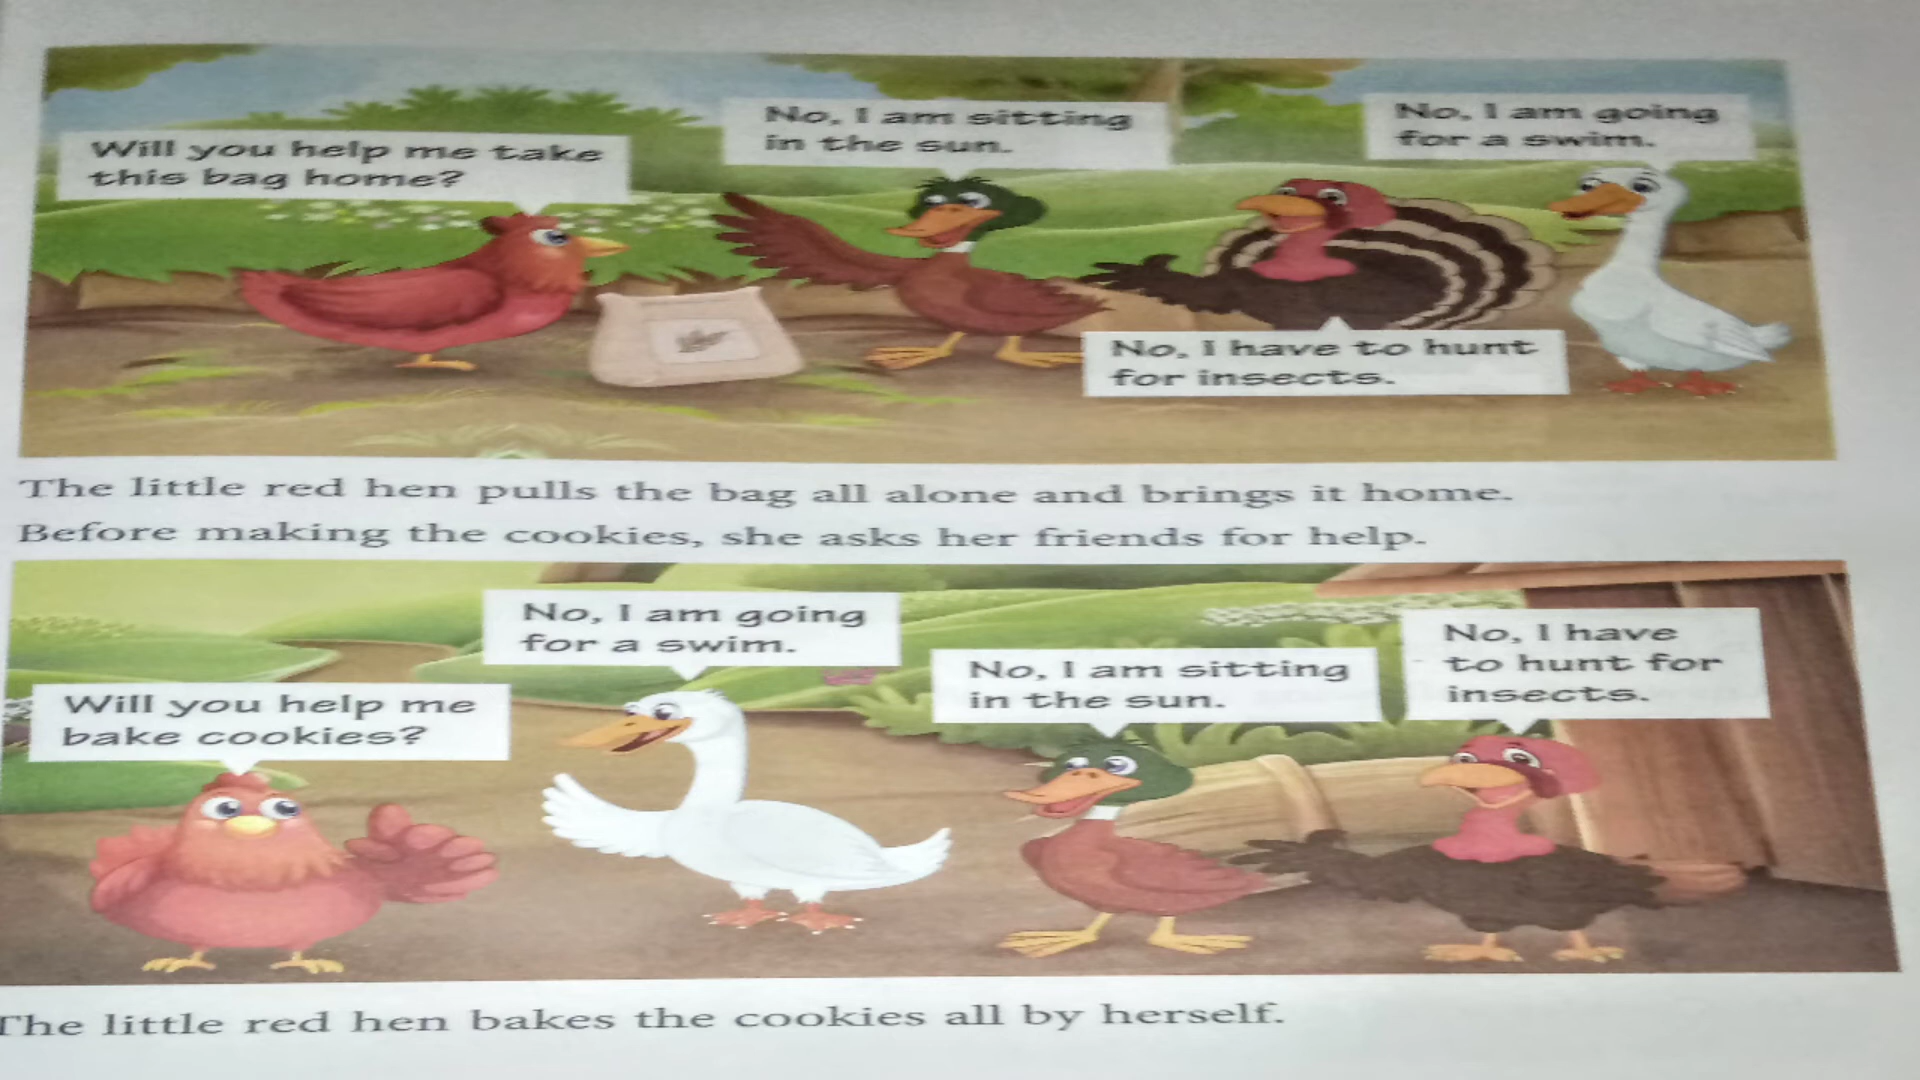 Will you help me take
this bag home?
No, I am sitting
in the sun.
No, I have to hunt
for insects.
No, I am going
for a swim.
The little red hen pulls the bag all alone and brings it home.
Before making the cookies, she asks her friends for help.
Will you help me
bake cookies?
No, I am going
for a swim.
No, I am sitting
in the sun.
No, I have
to hunt for
insects.
The little red hen bakes the cookies all by herself.